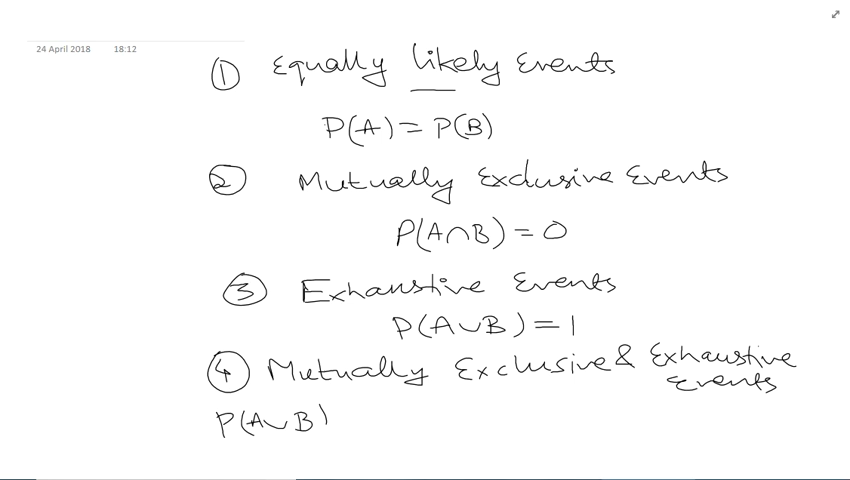 24 April 2018 18:12
① Equally likely Events
P(A) = P(B)
② Mutually Exclusive Events
P(A∩B) = 0
③ Exhaustive Events
P(A∪B) = 1
④ Mutually Exclusive & Exhaustive
Events
P(A∪B)